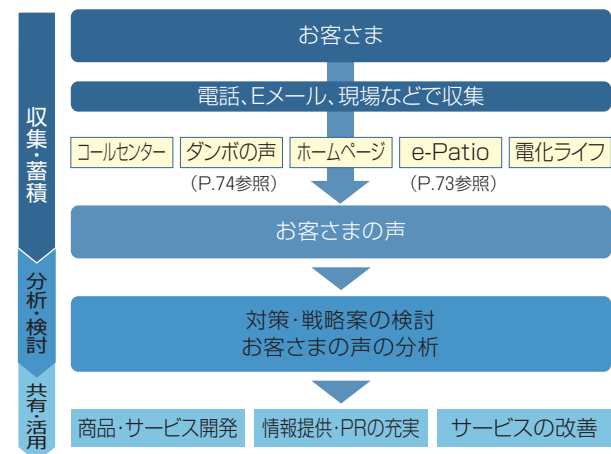 お客さま
電話、Eメール、現場などで収集
コールセンター
ダンボの声
ホームページ
e-Patio
電化ライフ
（P.74参照）
（P.73参照）
お客さまの声
対策･戦略案の検討
お客さまの声の分析
商品･サービス開発
情報提供･PRの充実
サービスの改善
収集･蓄積
分析･検討
共有･活用